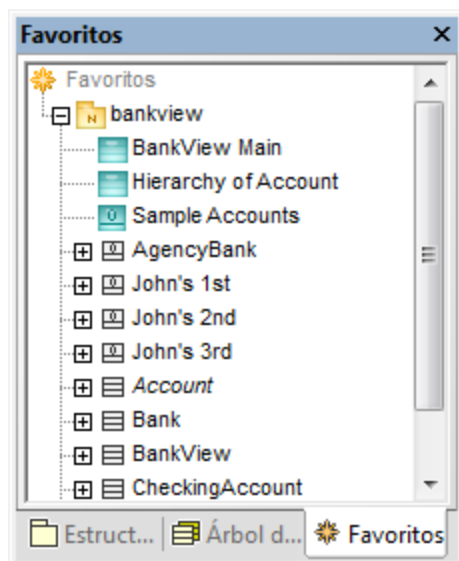 Favoritos
Favoritos
bankview
BankView Main
Hierarchy of Account
Sample Accounts
AgencyBank
John's 1st
John's 2nd
John's 3rd
Account
Bank
BankView
CheckingAccount
Estruct... Árbol d... Favoritos